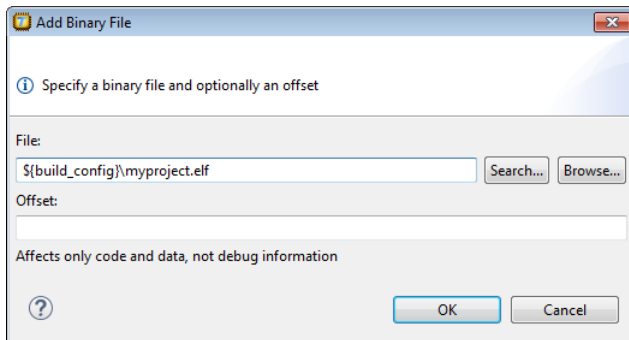 Add Binary File
Specify a binary file and optionally an offset
File:
${build_config}\myproject.elf
Search...
Browse...
Offset:
Affects only code and data, not debug information
?
OK
Cancel